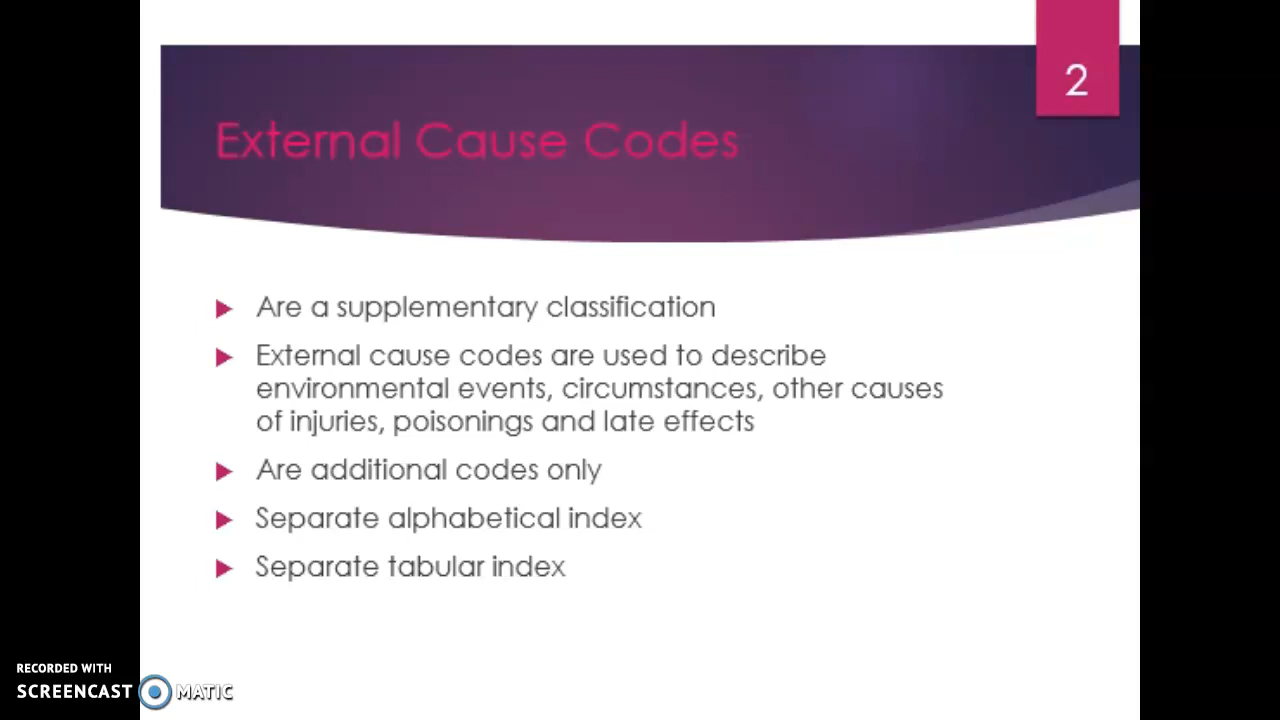 2
External Cause Codes
Are a supplementary classification
External cause codes are used to describe
environmental events, circumstances, other causes
of injuries, poisonings and late effects
Are additional codes only
Separate alphabetical index
Separate tabular index
RECORDED WITH
SCREENCAST MATIC